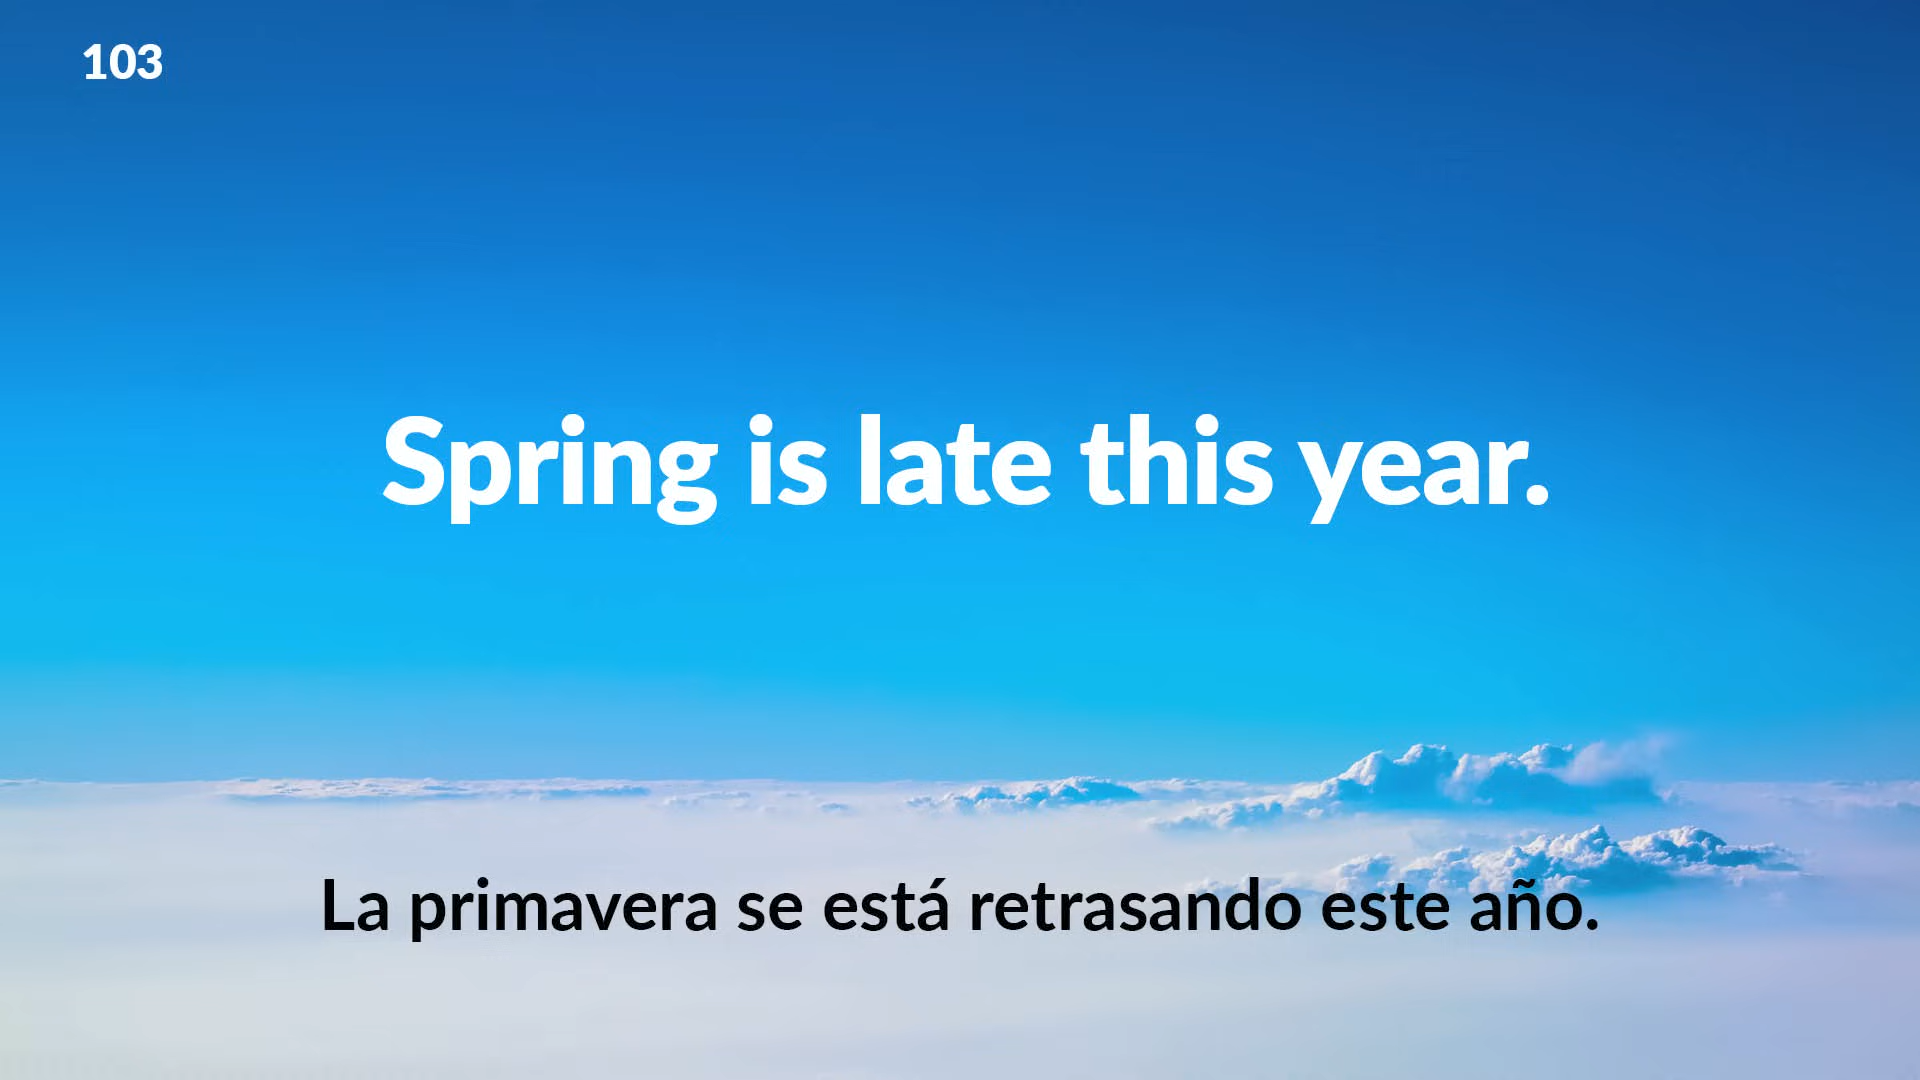 103
Spring is late this year.
La primavera se está retrasando este año.